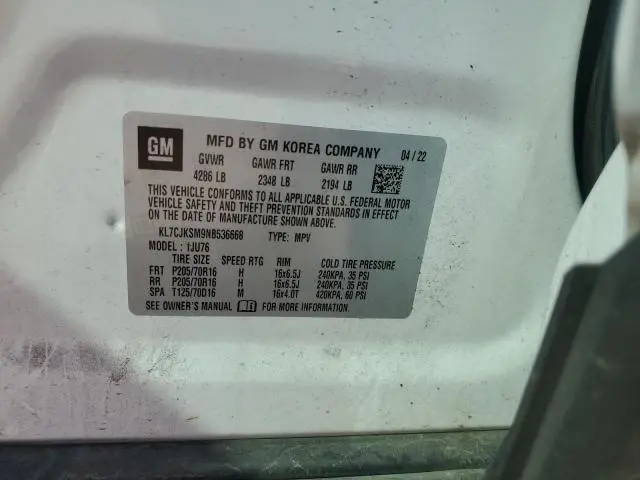 GM MFD BY GM KOREA COMPANY 04/22
GVWR GAWR FRT GAWR RR
4286 LB 2348 LB 2194 LB
THIS VEHICLE CONFORMS TO ALL APPLICABLE U.S. FEDERAL MOTOR
VEHICLE SAFETY AND THEFT PREVENTION STANDARDS IN EFFECT ON
THE DATE OF MANUFACTURE SHOWN ABOVE.
KL7CJKSM9NB536668 TYPE: MPV
MODEL: 1JU76
TIRE SIZE SPEED RTG RIM COLD TIRE PRESSURE
FRT P205/70R16 H 16x6.5J 240KPA, 35 PSI
RR P205/70R16 H 16x6.5J 240KPA, 35 PSI
SPA T125/70D16 M 16x4.0T 420KPA, 60 PSI
SEE OWNER'S MANUAL FOR MORE INFORMATION.